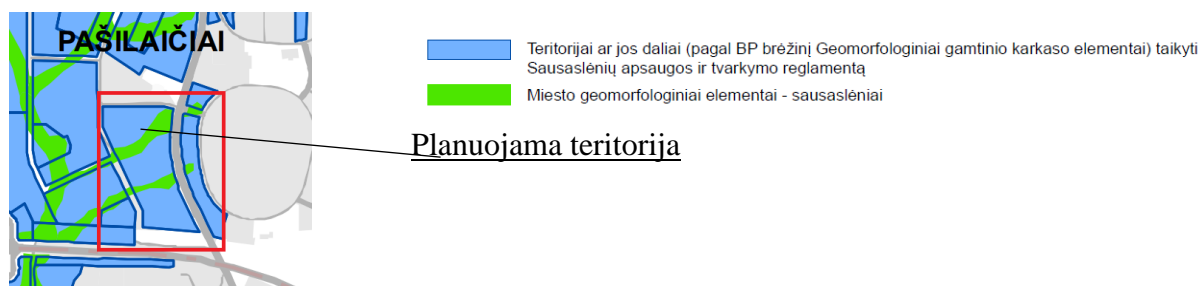 PAŠILAIČIAI
Teritorijai ar jos daliai (pagal BP brėžinį Geomorfologiniai gamtinio karkaso elementai) taikyti
Sausaslėnių apsaugos ir tvarkymo reglamentą
Miesto geomorfologiniai elementai - sausaslėniai
Planuojama teritorija